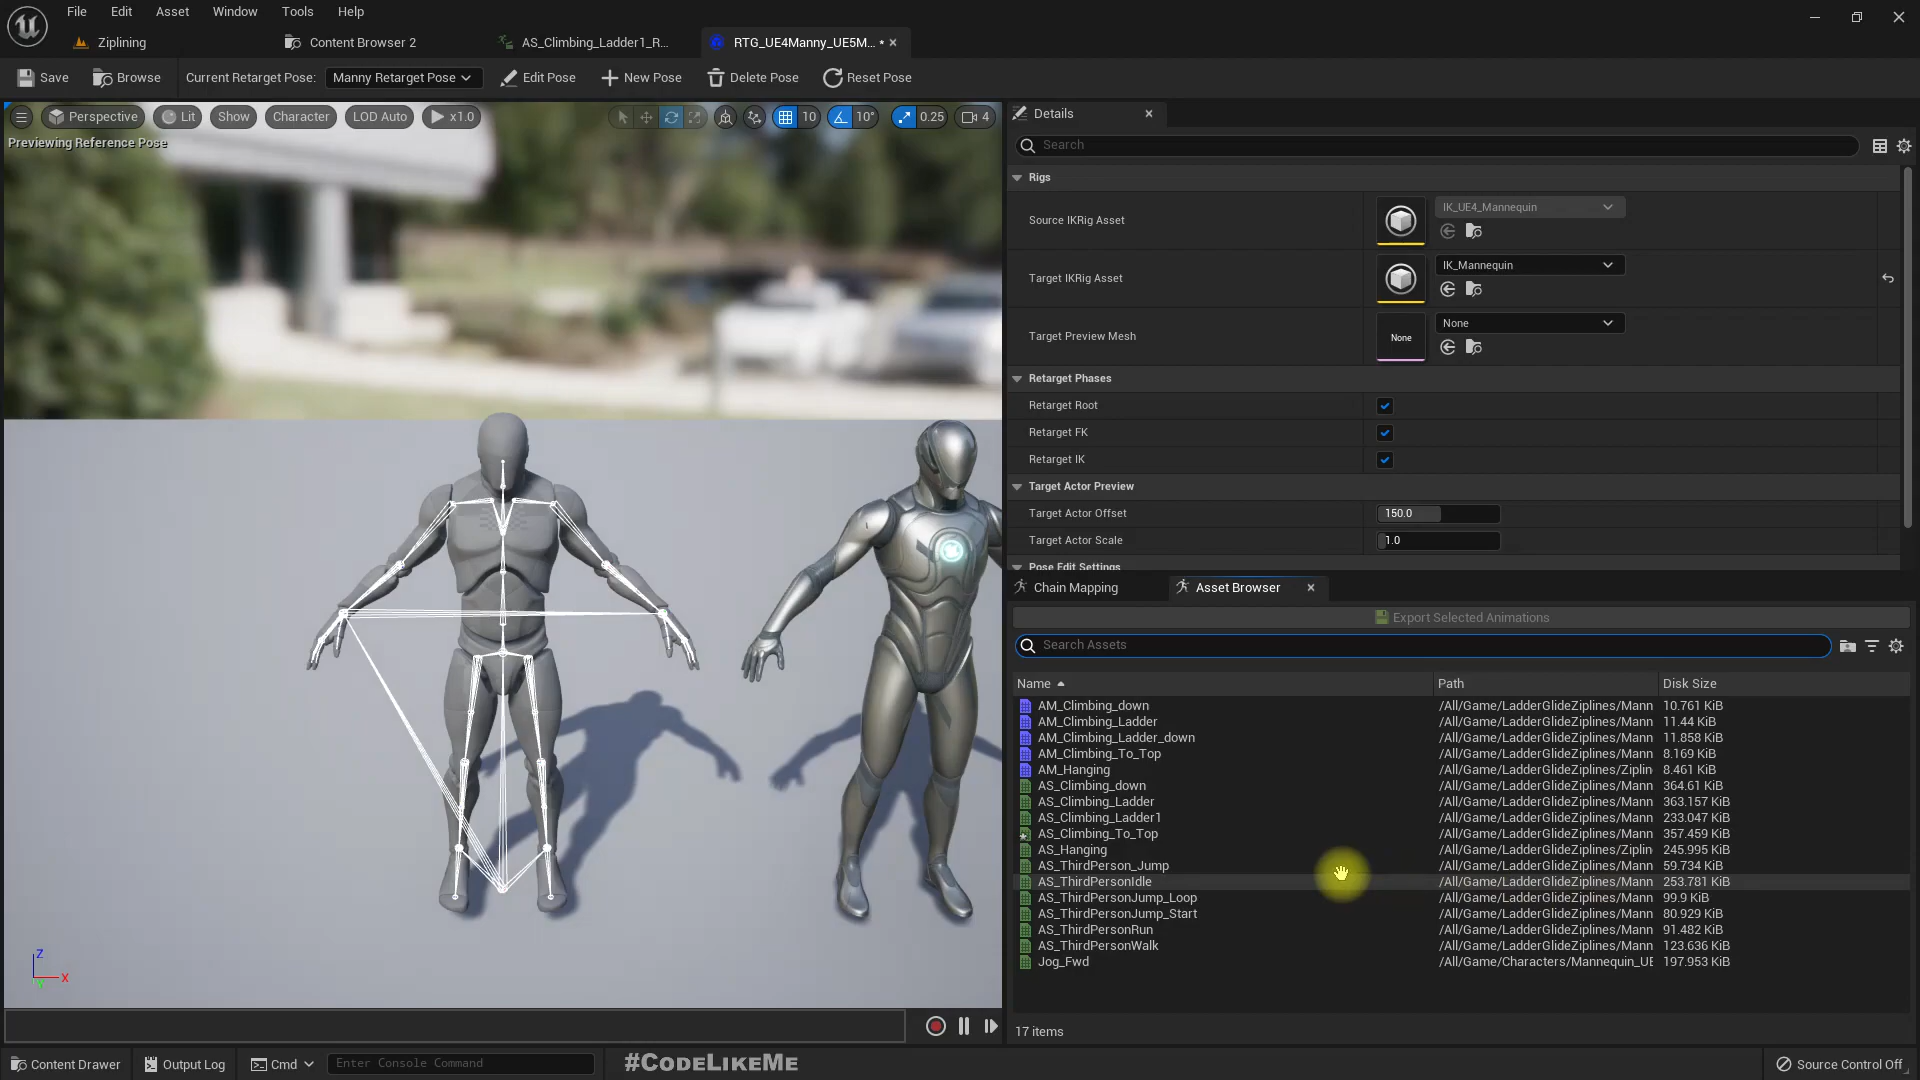 File Edit Asset Window Tools Help
Ziplining Content Browser 2 AS_Climbing_Ladder1_R... RTG_UE4Manny_UE5M... •
Save Browse Current Retarget Pose: Manny Retarget Pose Edit Pose New Pose Delete Pose Reset Pose
Perspective Lit Show Character LOD Auto x1.0 10 10° 0.25 4
Previewing Reference Pose
Z
X
Y
Details
Search
Rigs
Source IKRig Asset IK_UE4_Mannequin
Target IKRig Asset IK_Mannequin
Target Preview Mesh None None
Retarget Phases
Retarget Root
Retarget FK
Retarget IK
Target Actor Preview
Target Actor Offset 150.0
Target Actor Scale 1.0
Pose Edit Settings
Chain Mapping Asset Browser
Export Selected Animations
Search Assets
Name Path Disk Size
AM_Climbing_down /All/Game/LadderGlideZiplines/Mann 10.761 KiB
AM_Climbing_Ladder /All/Game/LadderGlideZiplines/Mann 11.44 KiB
AM_Climbing_Ladder_down /All/Game/LadderGlideZiplines/Mann 11.858 KiB
AM_Climbing_To_Top /All/Game/LadderGlideZiplines/Mann 8.169 KiB
AM_Hanging /All/Game/LadderGlideZiplines/Ziplin 8.461 KiB
AS_Climbing_down /All/Game/LadderGlideZiplines/Mann 364.61 KiB
AS_Climbing_Ladder /All/Game/LadderGlideZiplines/Mann 363.157 KiB
AS_Climbing_Ladder1 /All/Game/LadderGlideZiplines/Mann 233.047 KiB
AS_Climbing_To_Top /All/Game/LadderGlideZiplines/Mann 357.459 KiB
AS_Hanging /All/Game/LadderGlideZiplines/Ziplin 245.995 KiB
AS_ThirdPerson_Jump /All/Game/LadderGlideZiplines/Mann 59.734 KiB
AS_ThirdPersonIdle /All/Game/LadderGlideZiplines/Mann 253.781 KiB
AS_ThirdPersonJump_Loop /All/Game/LadderGlideZiplines/Mann 99.9 KiB
AS_ThirdPersonJump_Start /All/Game/LadderGlideZiplines/Mann 80.929 KiB
AS_ThirdPersonRun /All/Game/LadderGlideZiplines/Mann 91.482 KiB
AS_ThirdPersonWalk /All/Game/LadderGlideZiplines/Mann 123.636 KiB
Jog_Fwd /All/Game/Characters/Mannequin_UE 197.953 KiB
17 items
Content Drawer Output Log Cmd Enter Console Command #CodeLikeMe Source Control Off